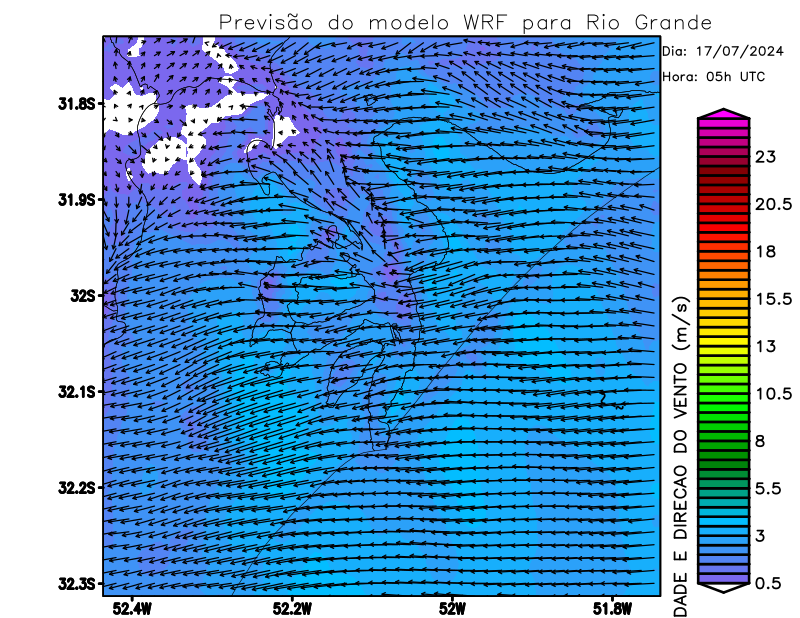 Previsão do modelo WRF para Rio Grande
Dia: 17/07/2024
Hora: 05h UTC
31.8S
31.9S
32S
32.1S
32.2S
32.3S
52.4W
52.2W
52W
51.8W
23
20.5
18
15.5
13
10.5
8
5.5
3
0.5
DADE E DIRECAO DO VENTO (m/s)